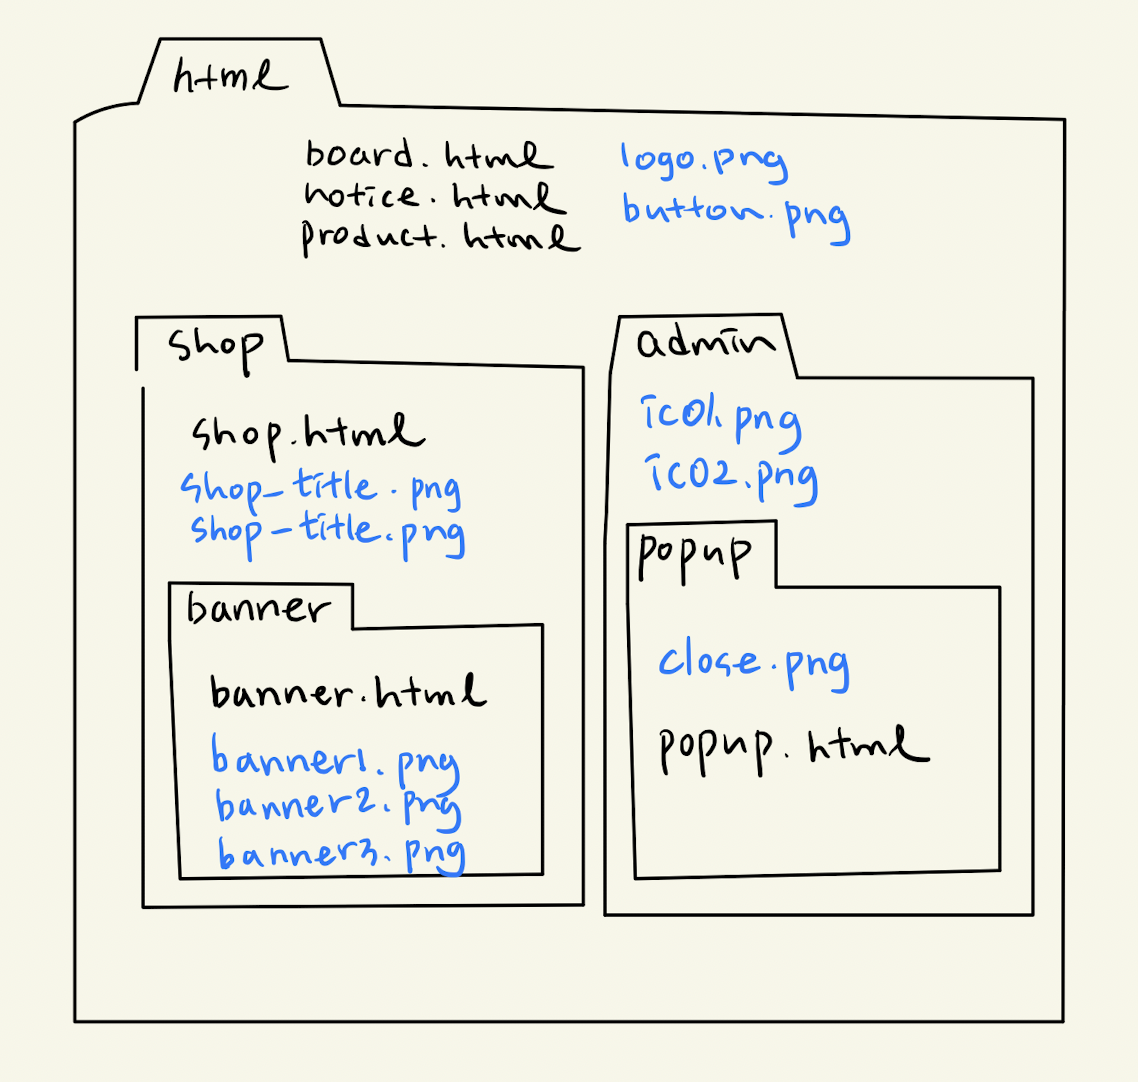 html
board.html
notice.html
product.html
logo.png
button.png
shop
shop.html
shop-title.png
shop-title.png
banner
banner.html
banner1.png
banner2.png
banner3.png
admin
ico1.png
ico2.png
popup
close.png
popup.html